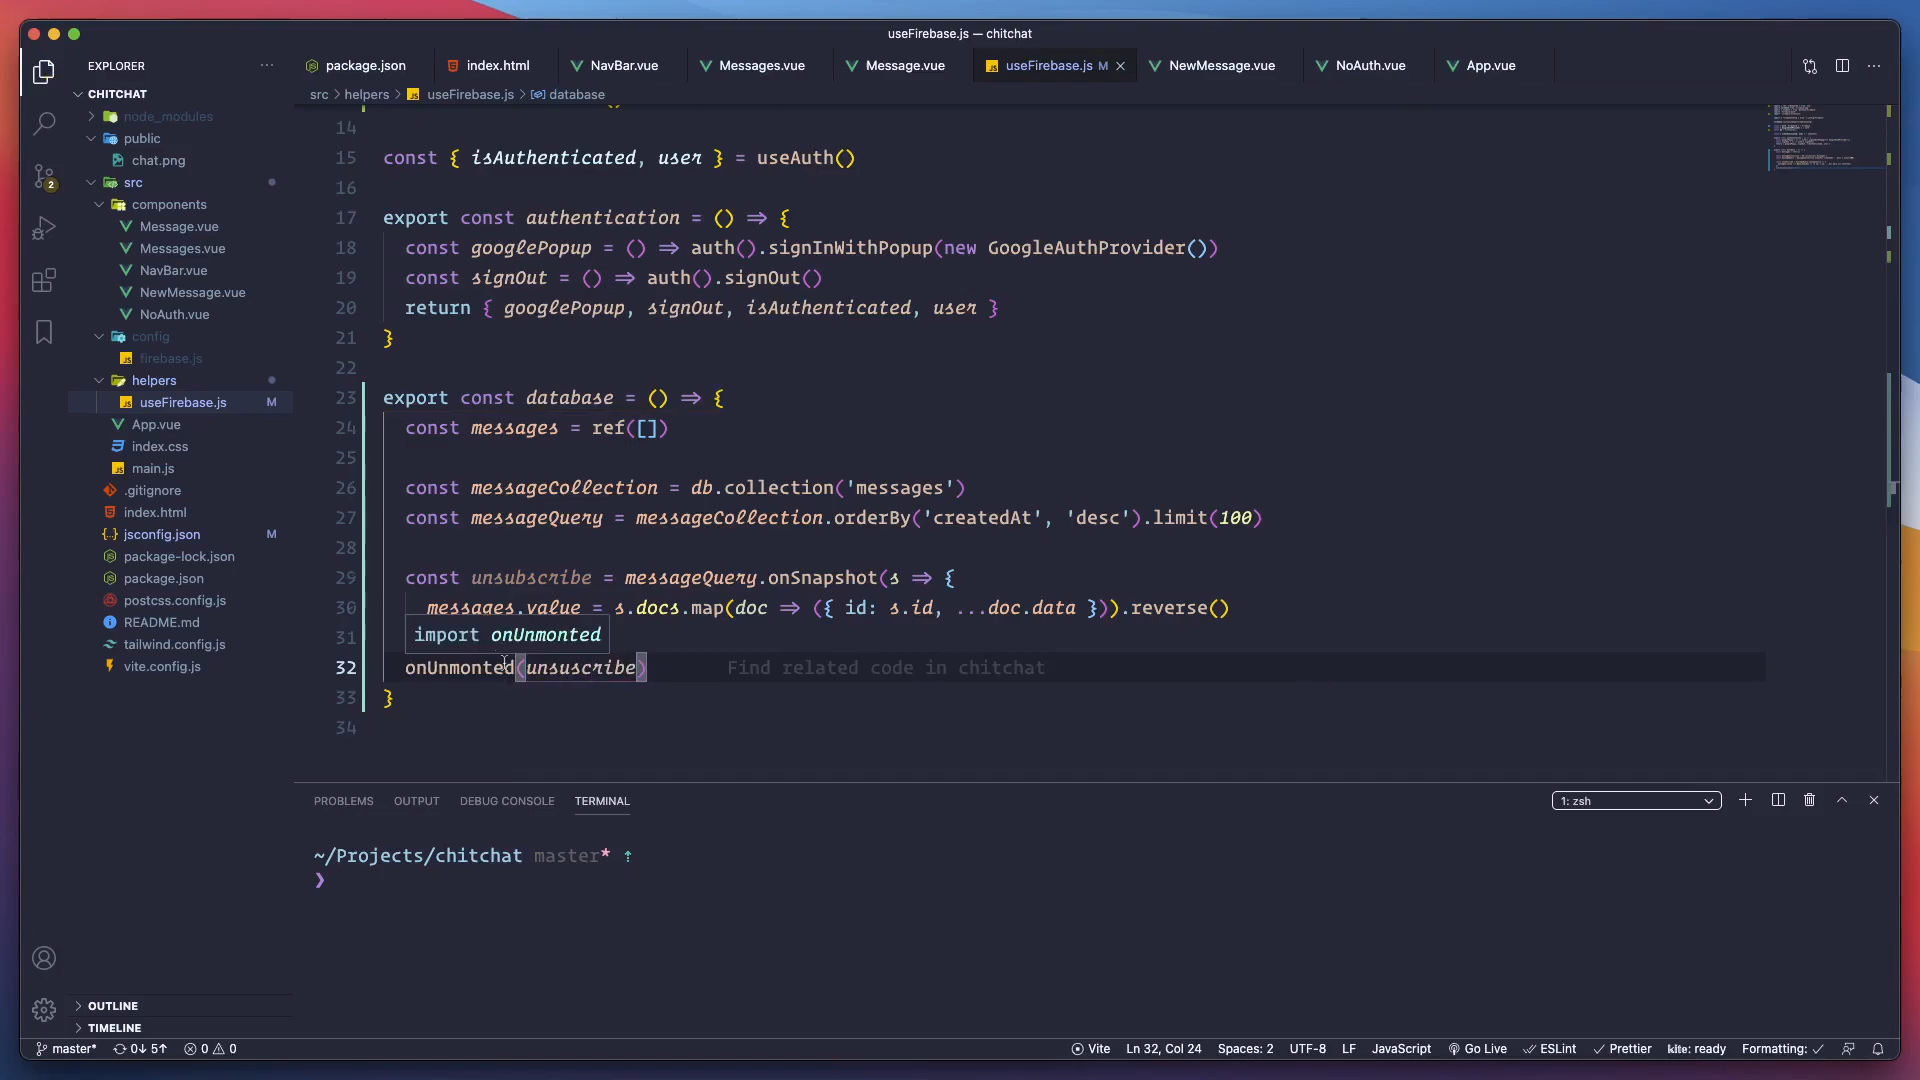 useFirebase.js — chitchat
EXPLORER
package.json
index.html
NavBar.vue
Messages.vue
Message.vue
useFirebase.js M
NewMessage.vue
NoAuth.vue
App.vue
src > helpers > useFirebase.js > database
CHITCHAT
node_modules
public
chat.png
src
components
Message.vue
Messages.vue
NavBar.vue
NewMessage.vue
NoAuth.vue
config
firebase.js
helpers
useFirebase.js M
App.vue
index.css
main.js
.gitignore
index.html
jsconfig.json M
package-lock.json
package.json
postcss.config.js
README.md
tailwind.config.js
vite.config.js
OUTLINE
TIMELINE
2
14
15 const { isAuthenticated, user } = useAuth()
16
17 export const authentication = () => {
18 const googlePopup = () => auth().signInWithPopup(new GoogleAuthProvider())
19 const signOut = () => auth().signOut()
20 return { googlePopup, signOut, isAuthenticated, user }
21 }
22
23 export const database = () => {
24 const messages = ref([])
25
26 const messageCollection = db.collection('messages')
27 const messageQuery = messageCollection.orderBy('createdAt', 'desc').limit(100)
28
29 const unsubscribe = messageQuery.onSnapshot(s => {
30 messages.value = s.docs.map(doc => ({ id: s.id, ...doc.data })).reverse()
31
import onUnmonted
32 onUnmonted(unsuscribe) Find related code in chitchat
33 }
34
PROBLEMS OUTPUT DEBUG CONSOLE TERMINAL
1: zsh
~/Projects/chitchat master* ⇡
❯
master* 0↓ 5↑ 0 0
Vite Ln 32, Col 24 Spaces: 2 UTF-8 LF JavaScript Go Live ESLint Prettier kite: ready Formatting: ✓